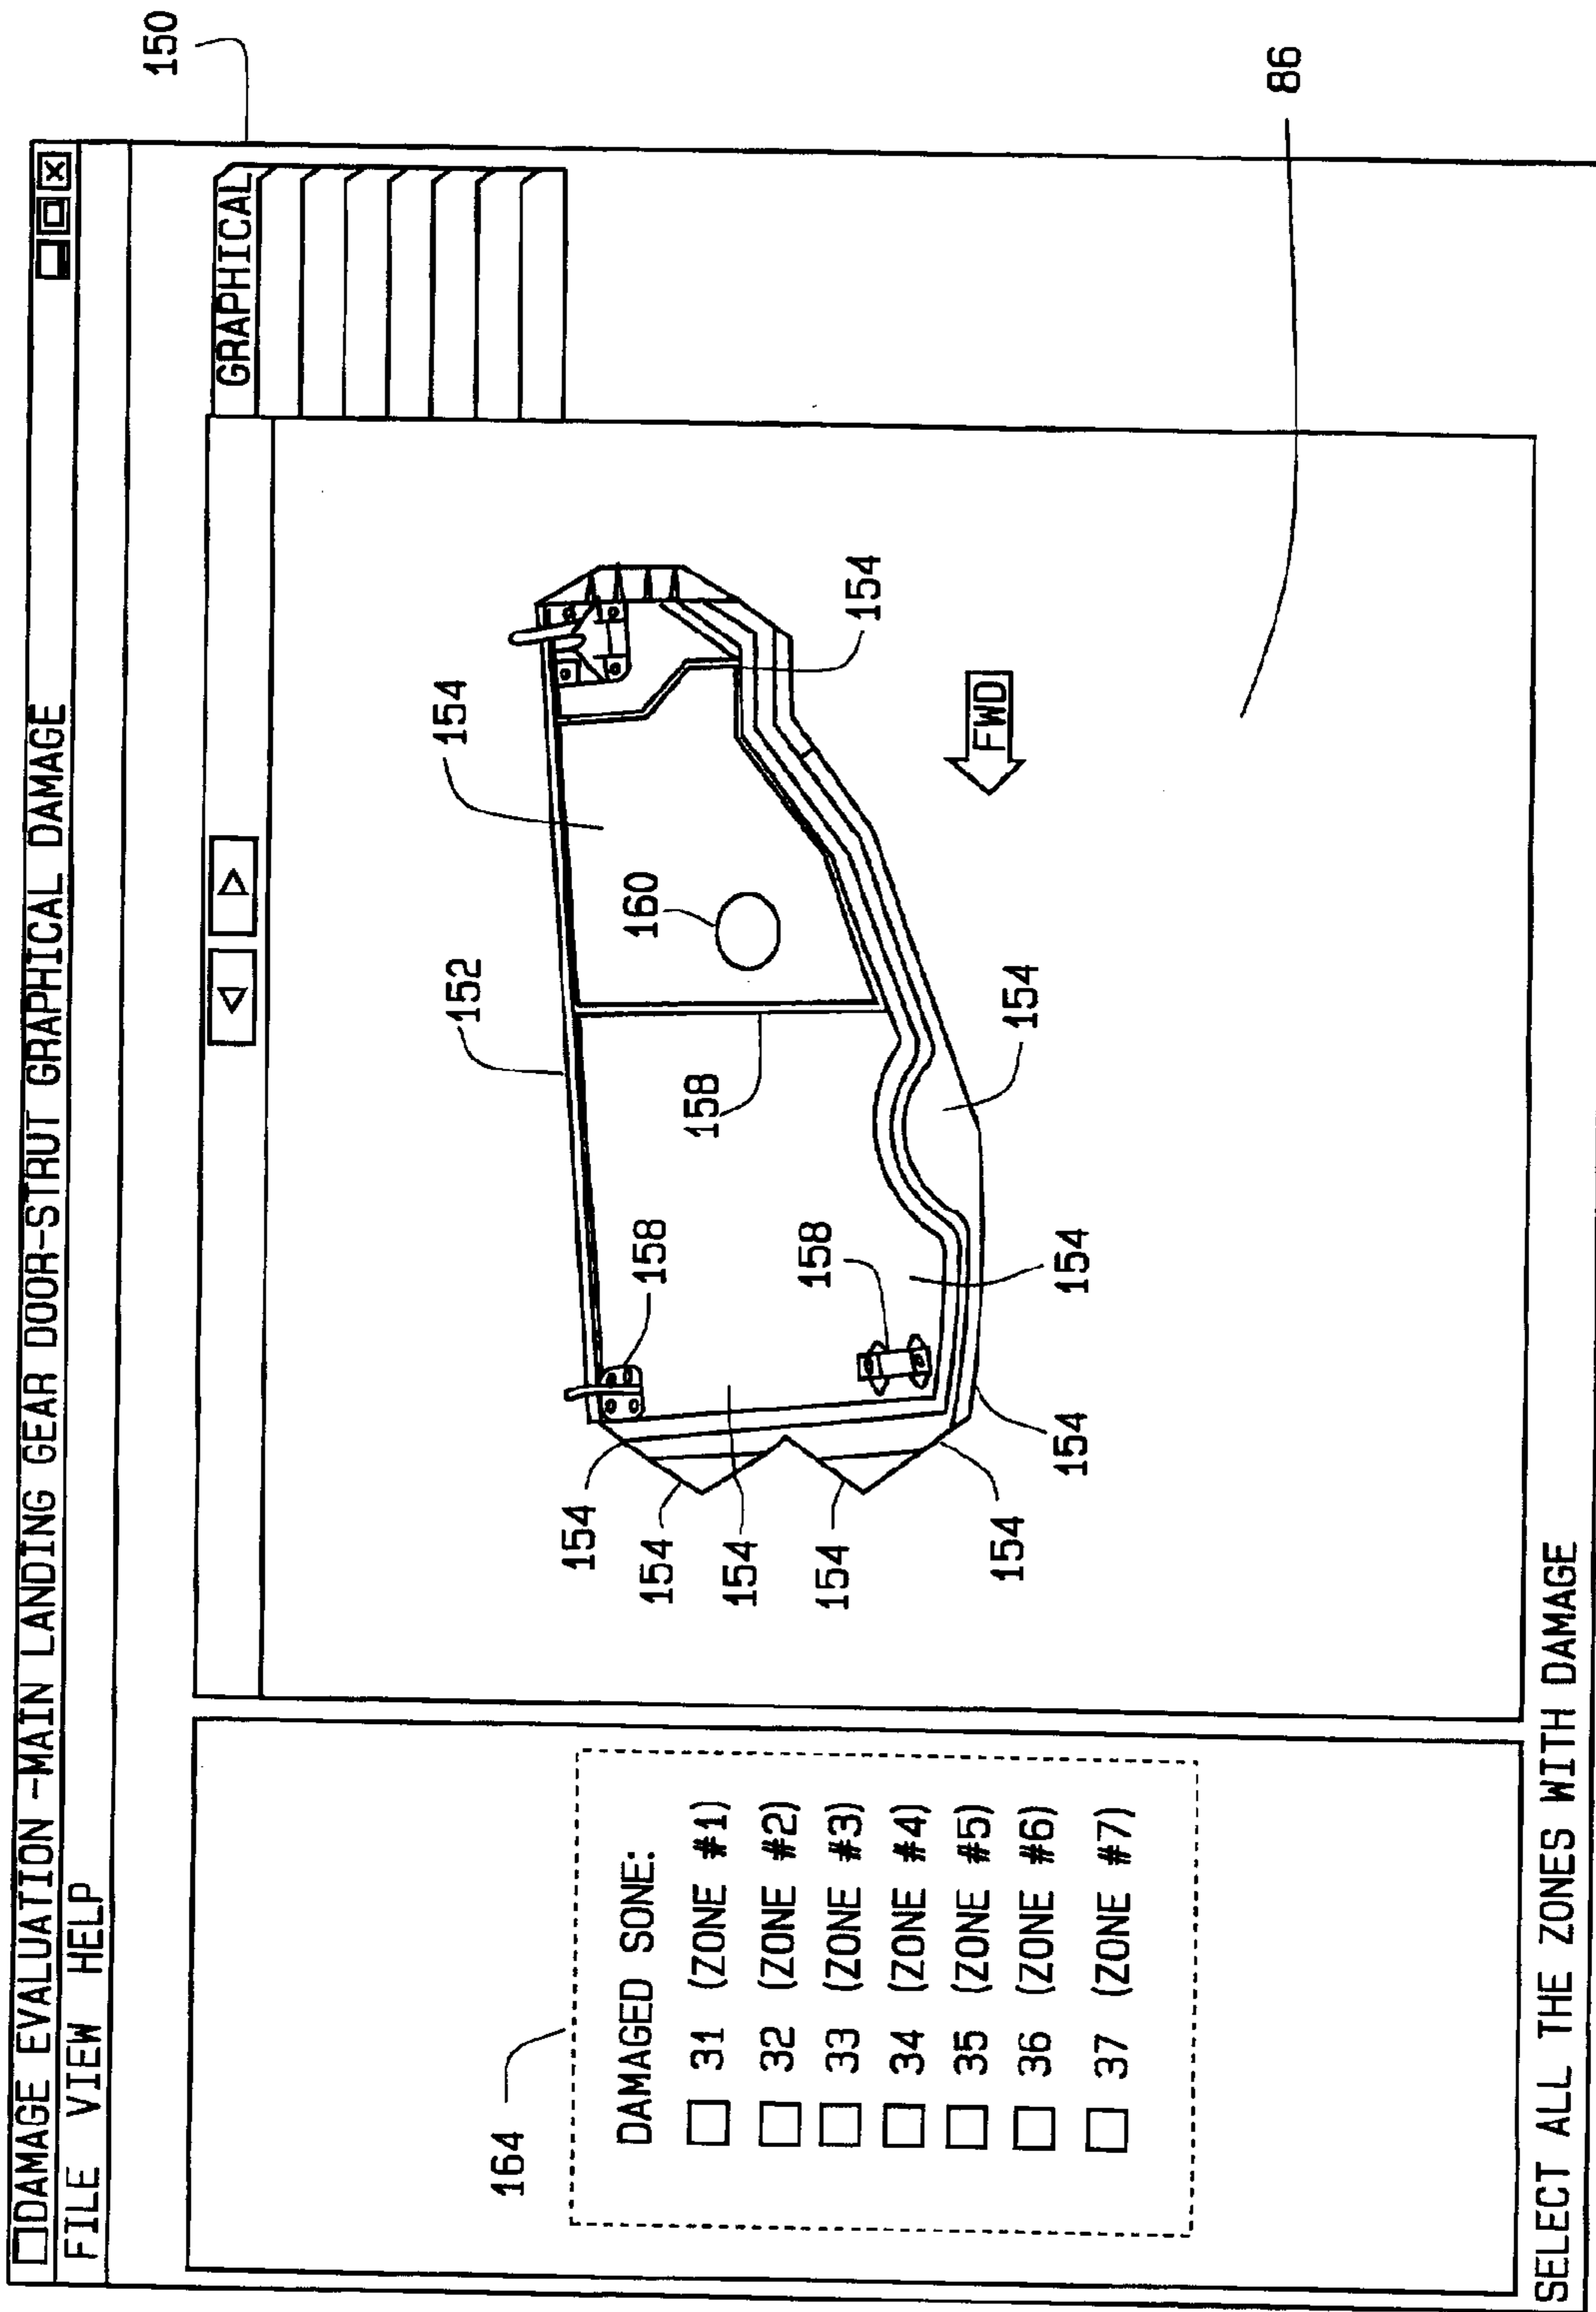 150
DAMAGE EVALUATION -MAIN LANDING GEAR DOOR-STRUT GRAPHICAL DAMAGE
FILE VIEW HELP
GRAPHICAL
164
DAMAGED SONE:
31 (ZONE #1)
32 (ZONE #2)
33 (ZONE #3)
34 (ZONE #4)
35 (ZONE #5)
36 (ZONE #6)
37 (ZONE #7)
152
154
158
160
154
158
158
154
154
154
154
154
154
154
154
154
FWD
86
SELECT ALL THE ZONES WITH DAMAGE